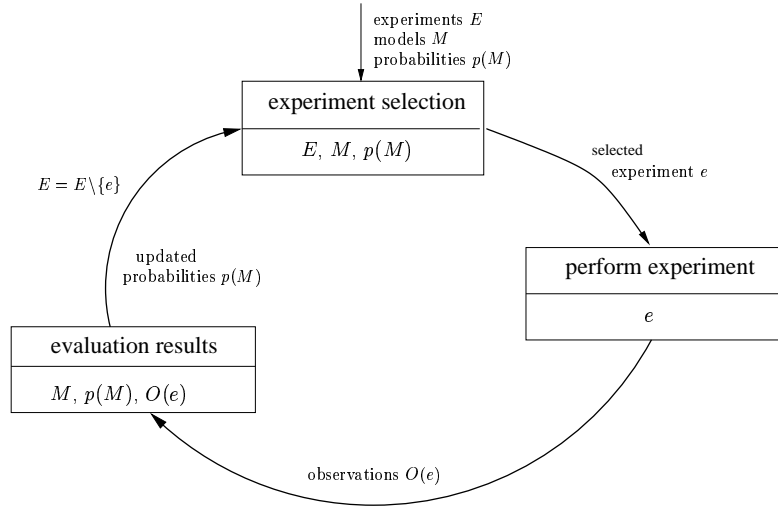 experiments E
models M
probabilities p(M)
experiment selection
E, M, p(M)
selected
experiment e
E = E\{e}
updated
probabilities p(M)
perform experiment
e
evaluation results
M, p(M), O(e)
observations O(e)